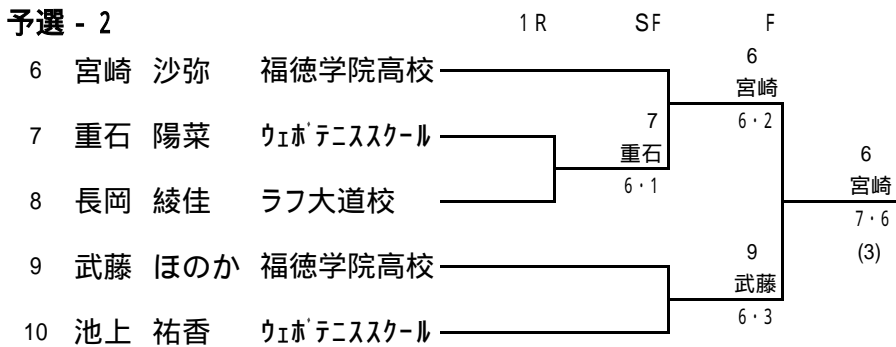 予選 - 2 1R SF F
6 宮崎 沙弥 福徳学院高校
6
宮崎
6・2
7 重石 陽菜 ｳｪﾎﾞﾃﾆｽｽｸｰﾙ
7
重石
6・1
6
宮崎
7・6
(3)
8 長岡 綾佳 ラフ大道校
9 武藤 ほのか 福徳学院高校
9
武藤
6・3
10 池上 祐香 ｳｪﾎﾞﾃﾆｽｽｸｰﾙ